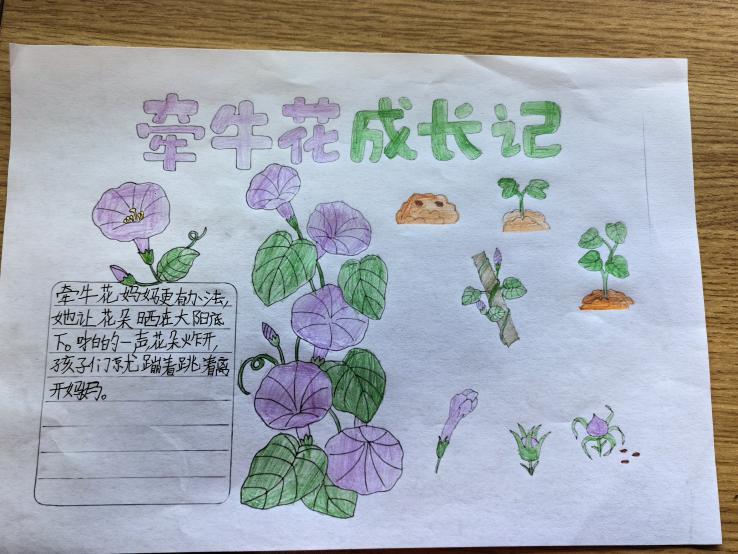 牵牛花成长记
牵牛花妈妈更有办法,
她让花朵晒在太阳底
下。啪的一声花朵炸开,
孩子们就蹦着跳着离
开妈妈。